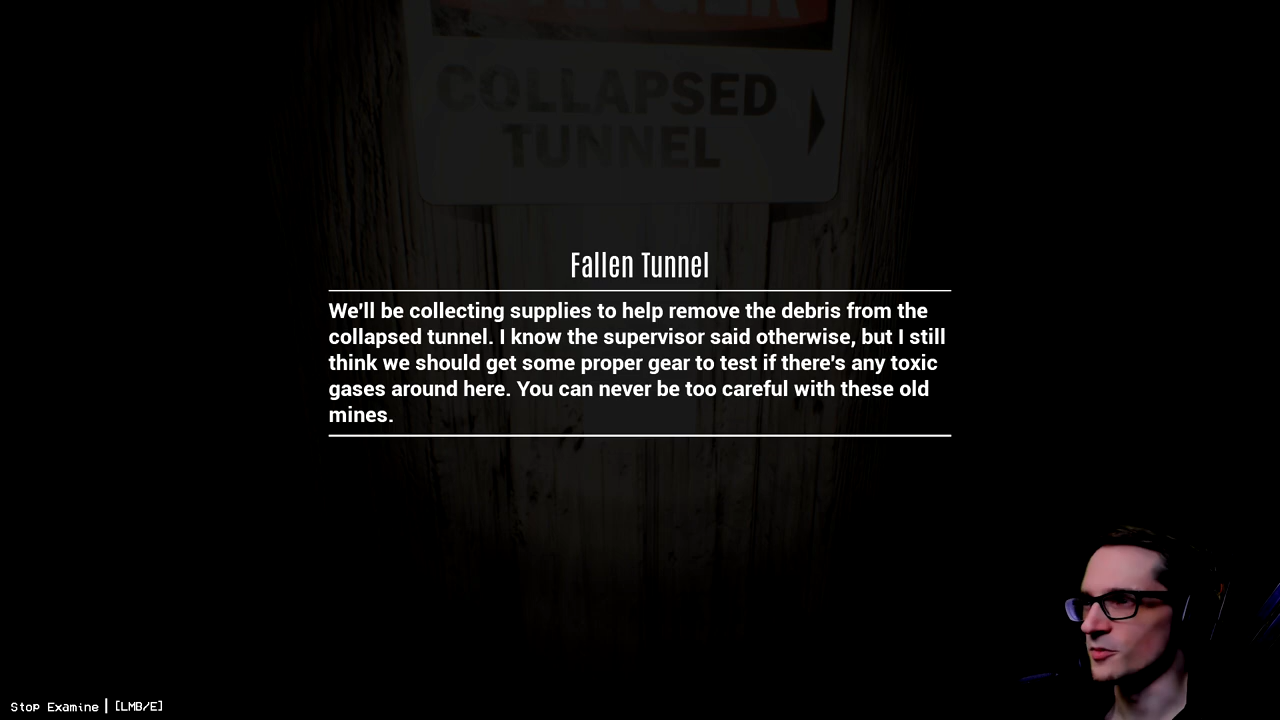 DANGER
COLLAPSED
TUNNEL
Fallen Tunnel
We'll be collecting supplies to help remove the debris from the
collapsed tunnel. I know the supervisor said otherwise, but I still
think we should get some proper gear to test if there's any toxic
gases around here. You can never be too careful with these old
mines.
Stop Examine | [LMB/E]